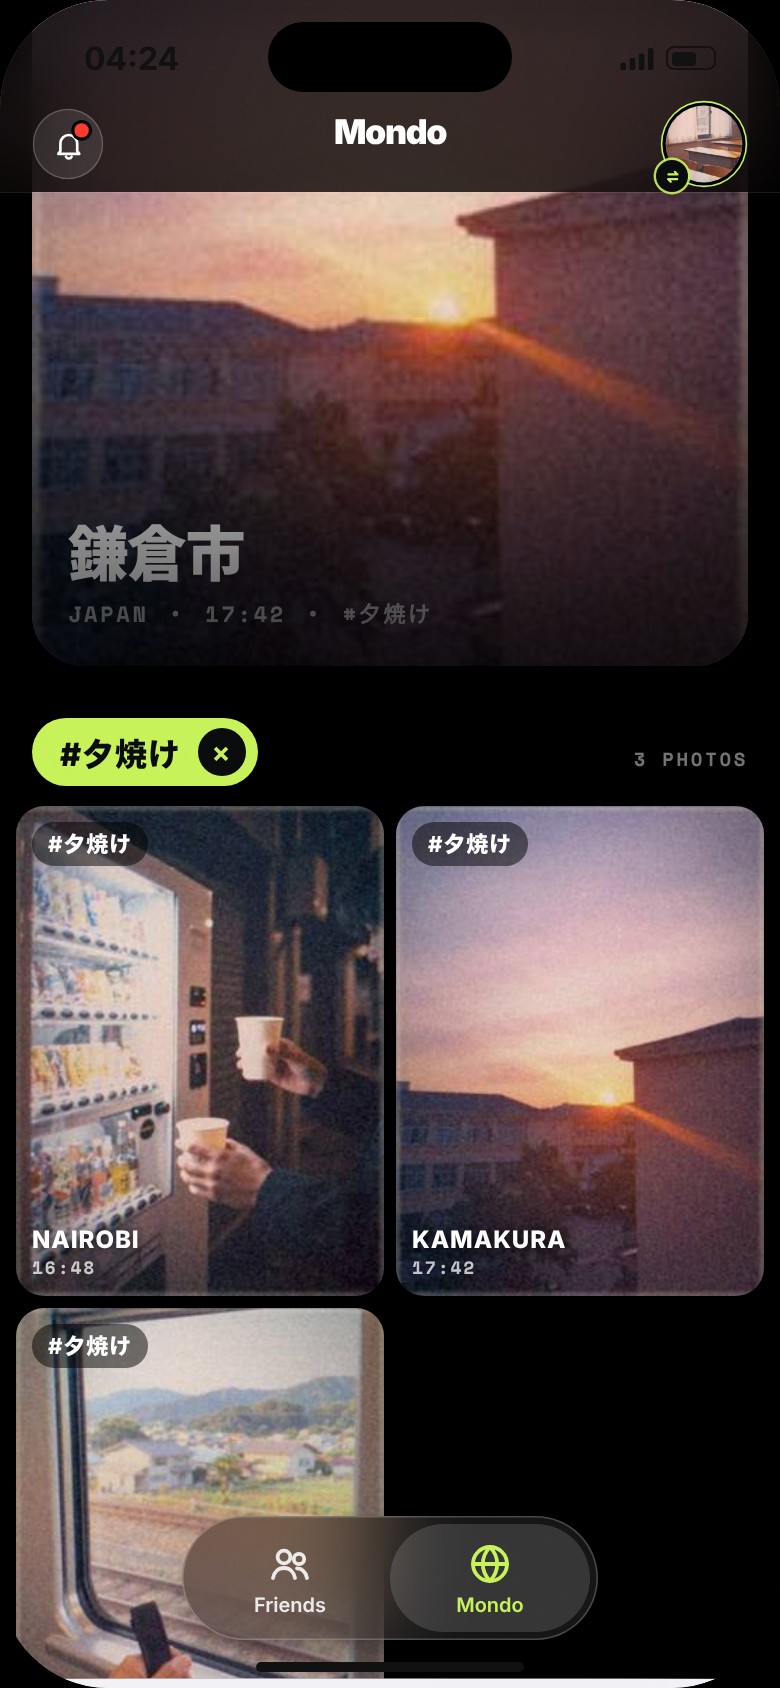 04:24
Mondo
鎌倉市
JAPAN • 17:42 • #夕焼け
#夕焼け ×
3 PHOTOS
#夕焼け
NAIROBI
16:48
#夕焼け
KAMAKURA
17:42
#夕焼け
Friends
Mondo